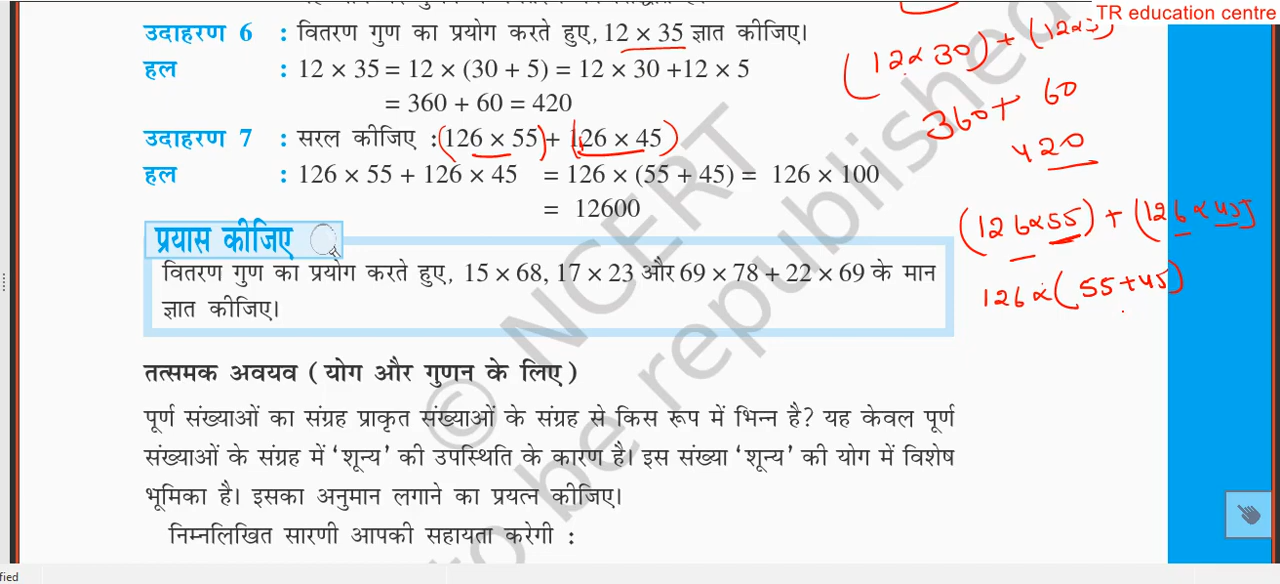 TR education centre
उदाहरण 6 : वितरण गुण का प्रयोग करते हुए, 12 × 35 ज्ञात कीजिए।
हल : 12 × 35 = 12 × (30 + 5) = 12 × 30 +12 × 5
= 360 + 60 = 420
उदाहरण 7 : सरल कीजिए : 126 × 55 + 126 × 45
हल : 126 × 55 + 126 × 45 = 126 × (55 + 45) = 126 × 100
= 12600
प्रयास कीजिए
वितरण गुण का प्रयोग करते हुए, 15 × 68, 17 × 23 और 69 × 78 + 22 × 69 के मान
ज्ञात कीजिए।
तत्समक अवयव ( योग और गुणन के लिए )
पूर्ण संख्याओं का संग्रह प्राकृत संख्याओं के संग्रह से किस रूप में भिन्न है? यह केवल पूर्ण
संख्याओं के संग्रह में ‘शून्य’ की उपस्थिति के कारण है। इस संख्या ‘शून्य’ की योग में विशेष
भूमिका है। इसका अनुमान लगाने का प्रयत्न कीजिए।
निम्नलिखित सारणी आपकी सहायता करेगी :
(12 × 30) + (12×5)
360 + 60
420
(126×55) + (126×45)
126 × (55+45)
© NCERT
to be republished
fied